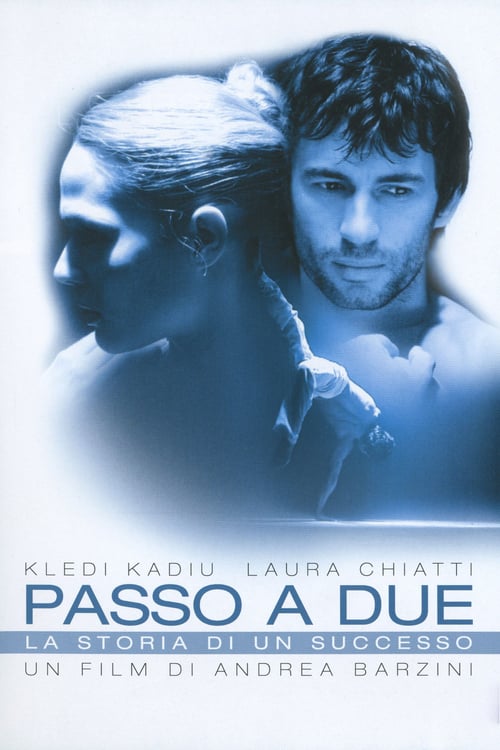 KLEDI KADIU LAURA CHIATTI
PASSO A DUE
LA STORIA DI UN SUCCESSO
UN FILM DI ANDREA BARZINI